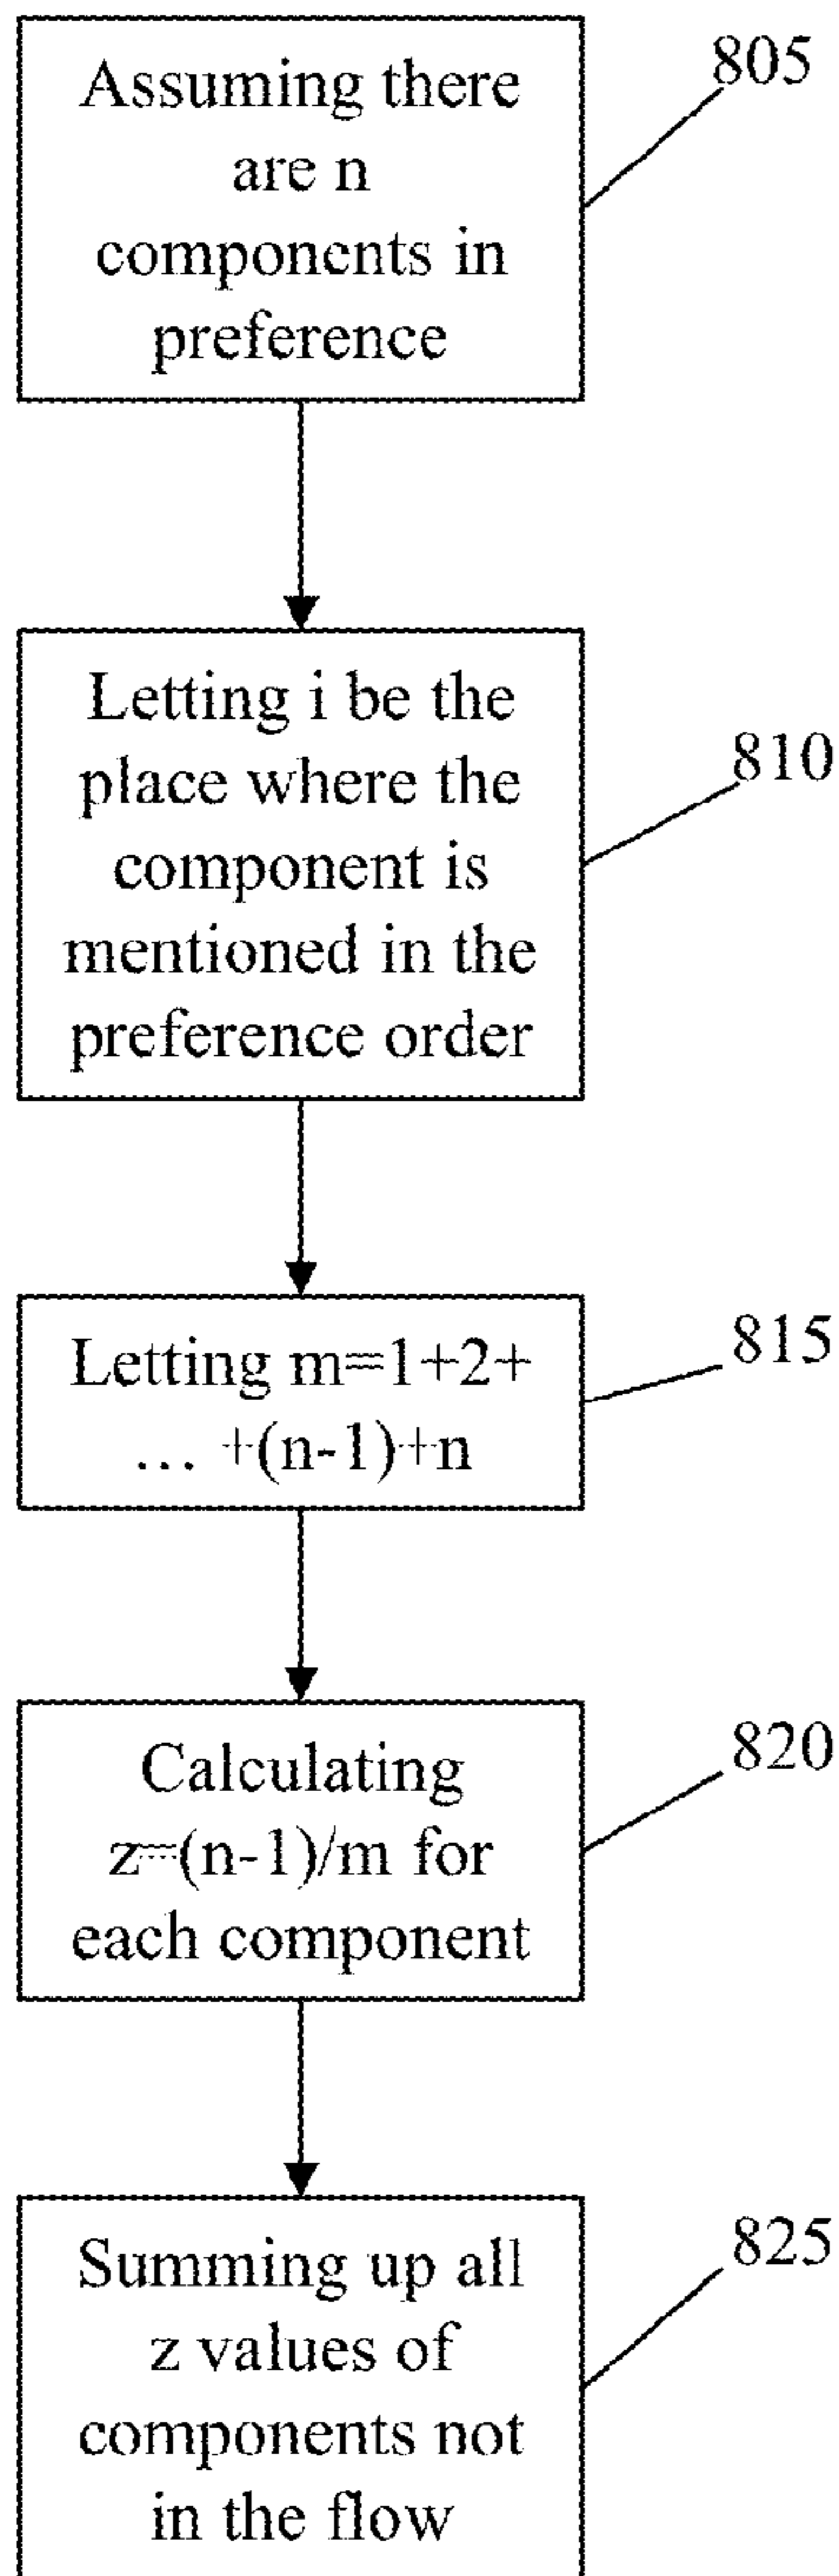 Assuming there
are n
components in
preference
805
Letting i be the
place where the
component is
mentioned in the
preference order
810
Letting m=1+2+
… +(n-1)+n
815
Calculating
z=(n-1)/m for
each component
820
Summing up all
z values of
components not
in the flow
825